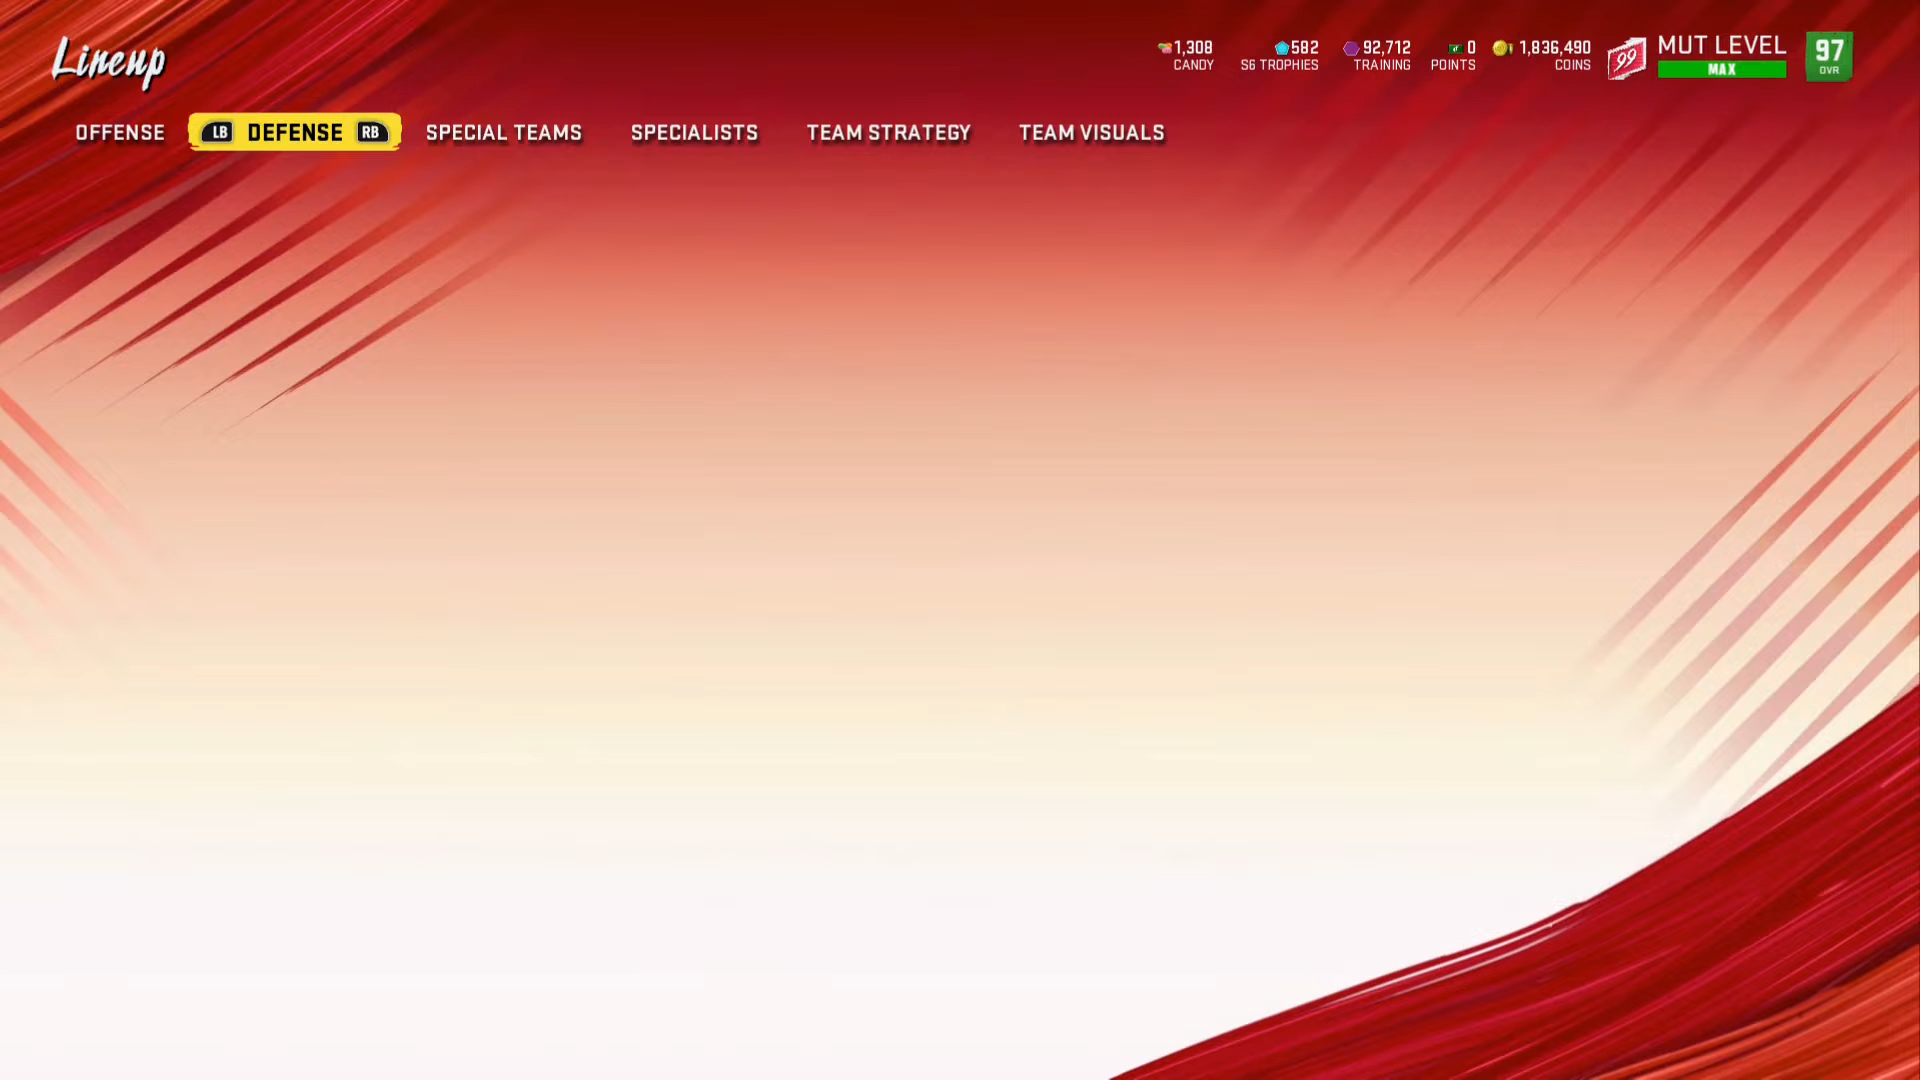 Lineup
1,308 CANDY
582 S6 TROPHIES
92,712 TRAINING
0 POINTS
1,836,490 COINS
99
MUT LEVEL
MAX
97 OVR
OFFENSE LB DEFENSE RB SPECIAL TEAMS SPECIALISTS TEAM STRATEGY TEAM VISUALS